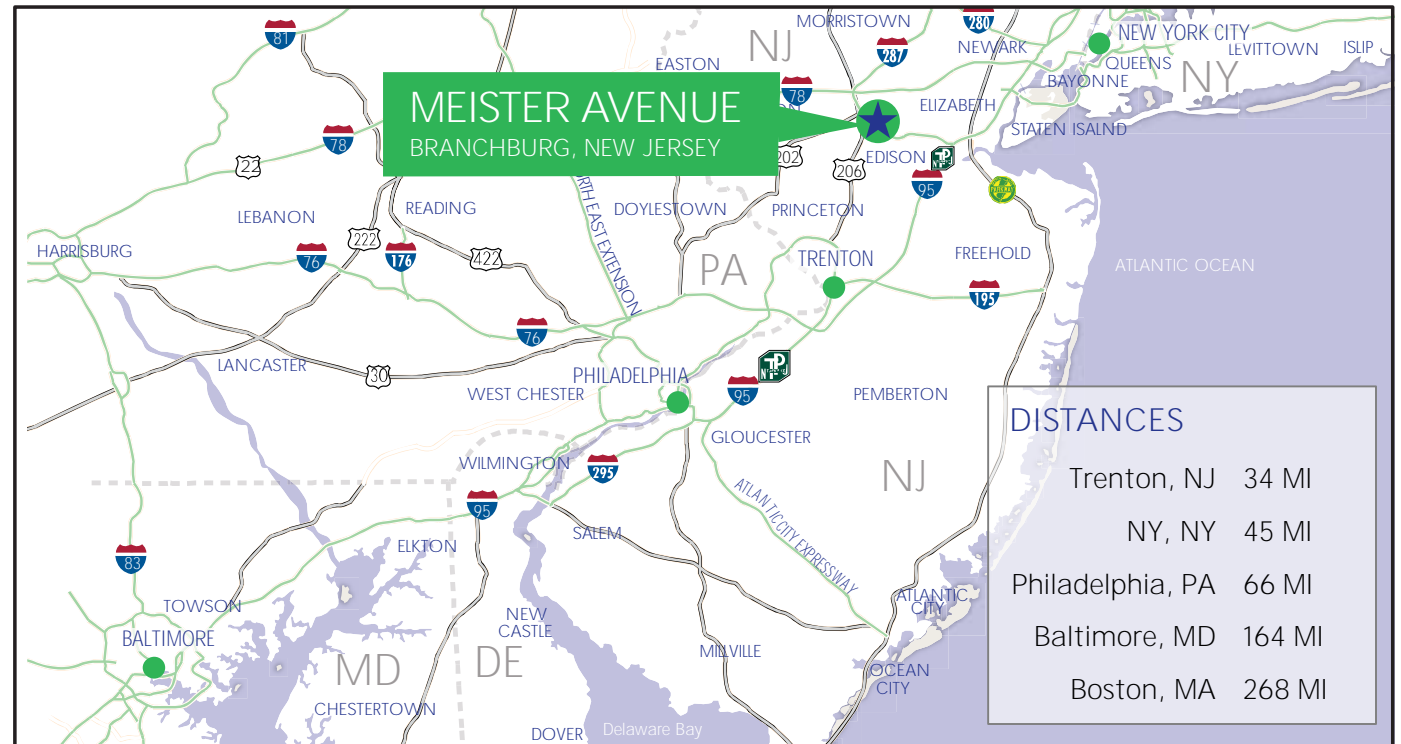 MORRISTOWN
280
81
NJ
NEW YORK CITY
287
NEWARK
LEVITTOWN
ISLIP
EASTON
QUEENS
NY
BAYONNE
78
MEISTER AVENUE
ELIZABETH
STATEN ISALND
78
BRANCHBURG, NEW JERSEY
202
EDISON
22
206
95
LEBANON
READING
DOYLESTOWN
PRINCETON
222
HARRISBURG
76
176
422
EXTENSION
PA
TRENTON
FREEHOLD
ATLANTIC OCEAN
195
76
LANCASTER
30
PHILADELPHIA
WEST CHESTER
95
PEMBERTON
GLOUCESTER
WILMINGTON
295
NJ
95
ATLANTIC CITY EXPRESSWAY
SALEM
ELKTON
83
TOWSON
NEW
CASTLE
ATLANTIC
CITY
BALTIMORE
MD
DE
MILLVILLE
OCEAN
CITY
CHESTERTOWN
DOVER
Delaware Bay
DISTANCES
Trenton, NJ 34 MI
NY, NY 45 MI
Philadelphia, PA 66 MI
Baltimore, MD 164 MI
Boston, MA 268 MI